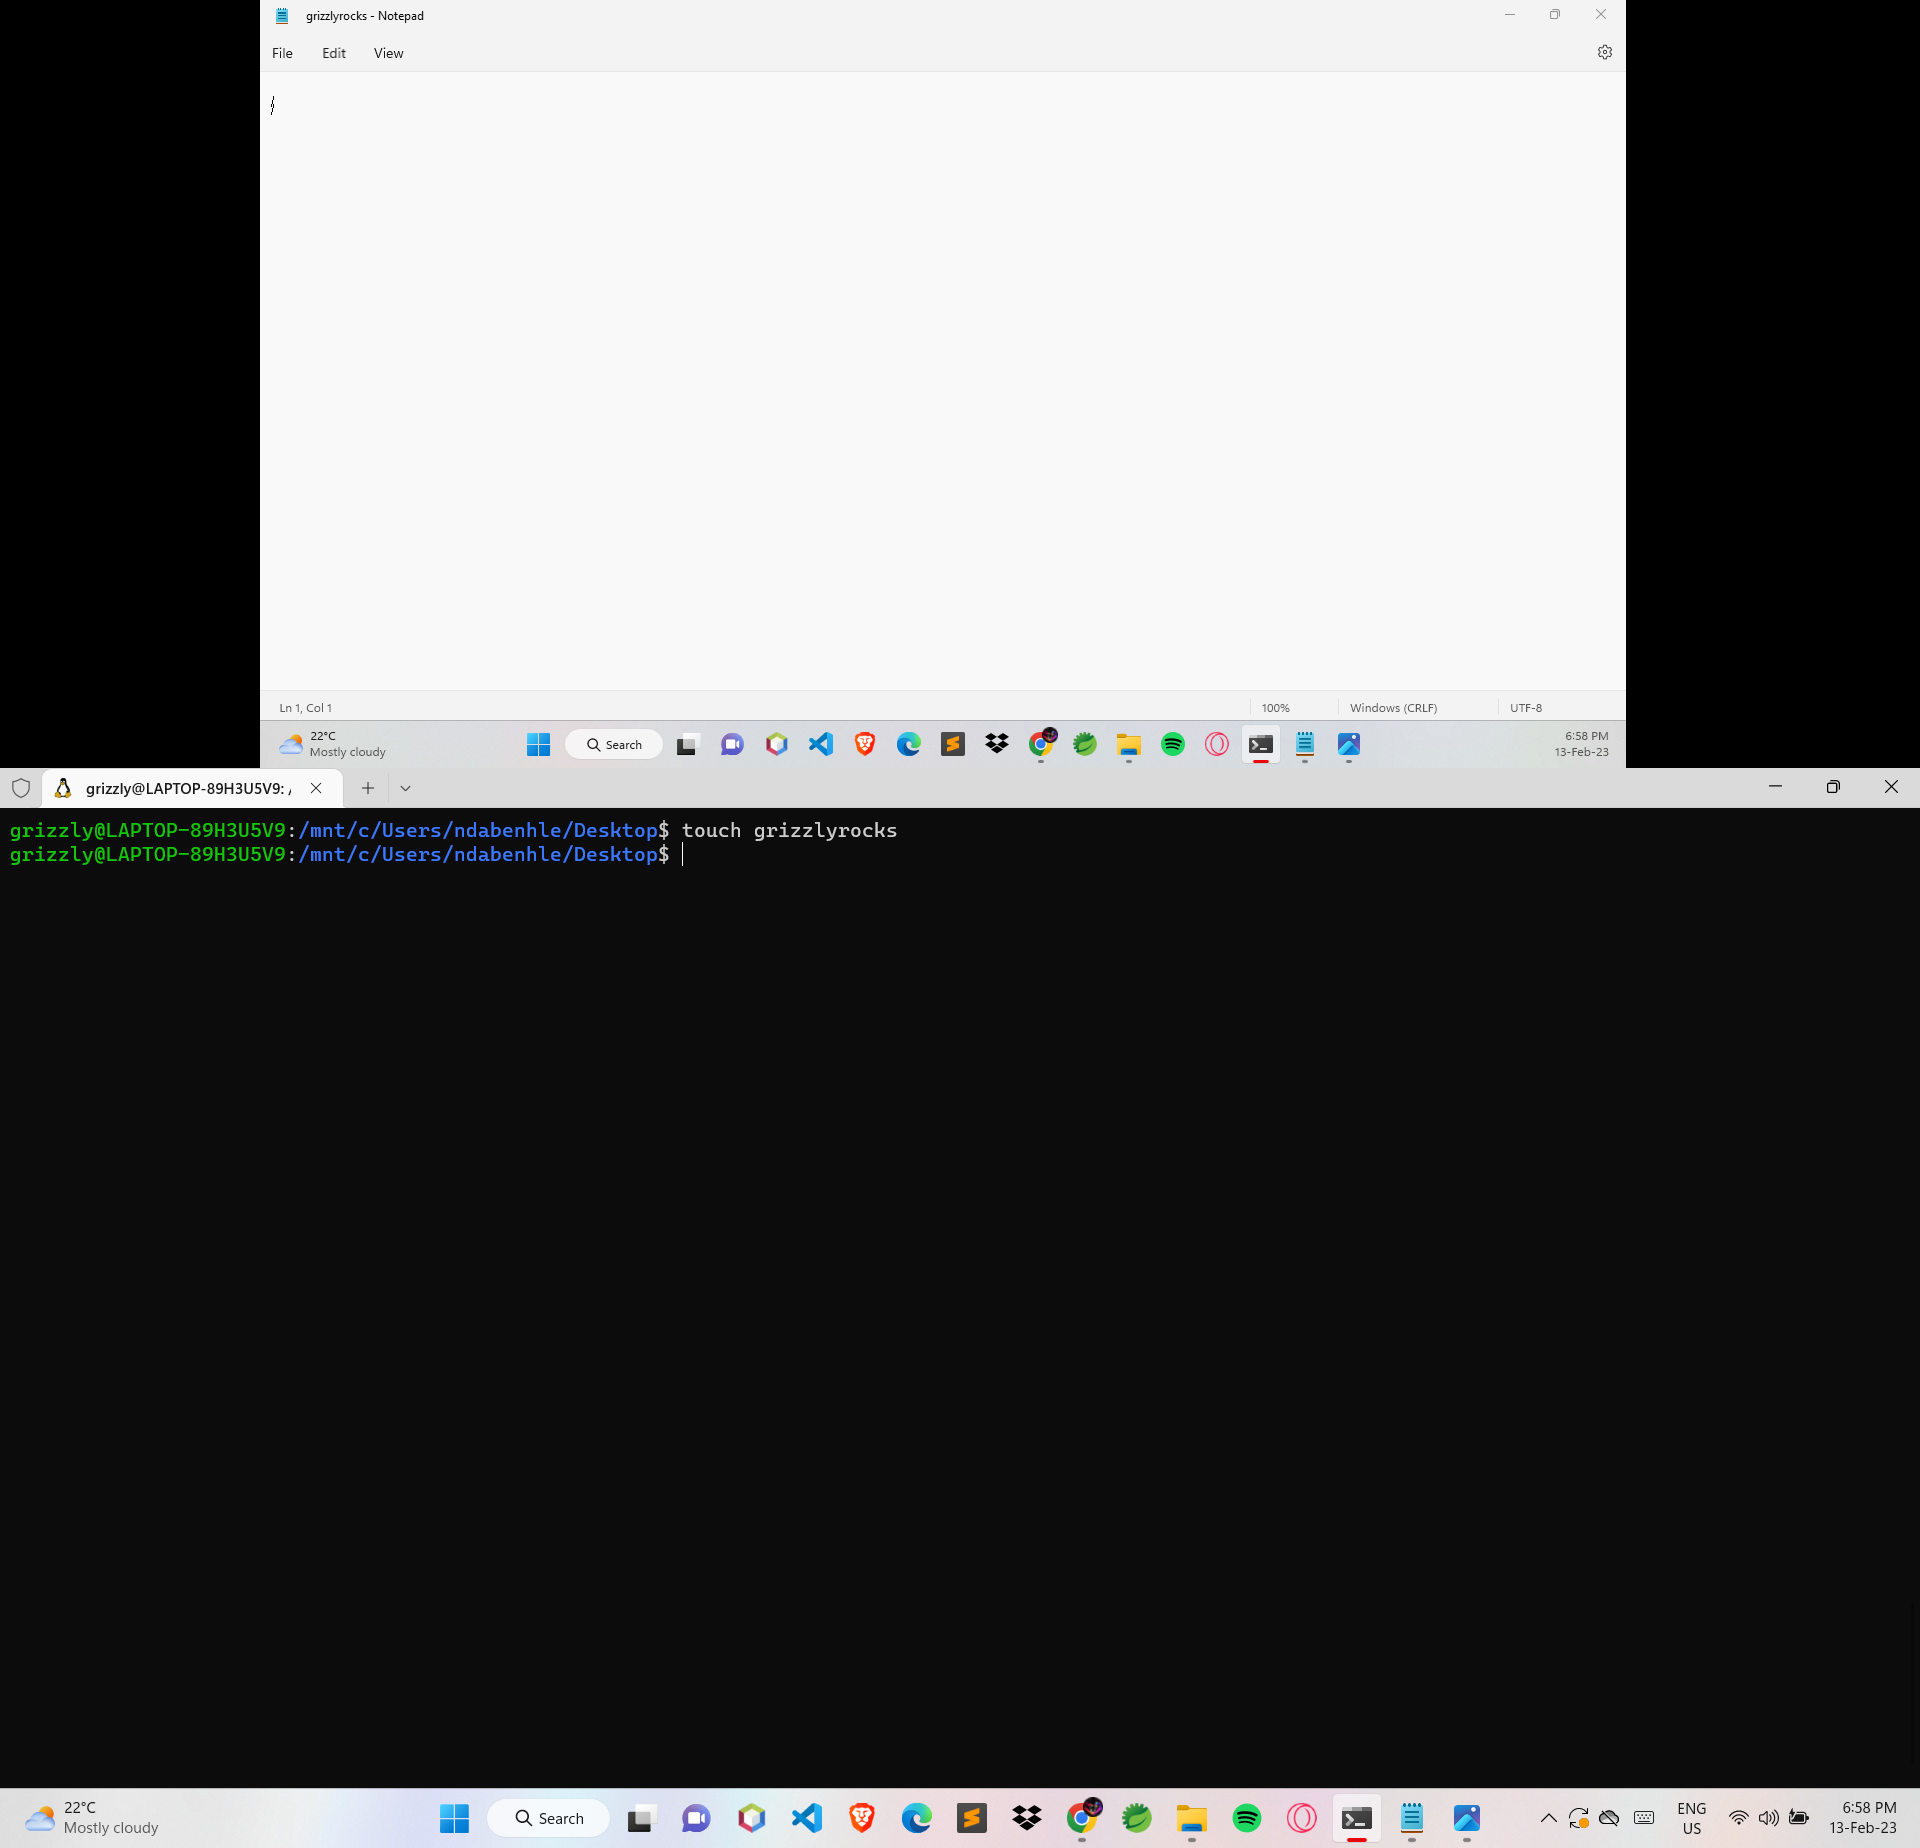 grizzlyrocks - Notepad
File Edit View
Ln 1, Col 1 100% Windows (CRLF) UTF-8
22°C
Mostly cloudy
Search
6:58 PM
13-Feb-23
grizzly@LAPTOP-89H3U5V9: /
grizzly@LAPTOP-89H3U5V9:/mnt/c/Users/ndabenhle/Desktop$ touch grizzlyrocks
grizzly@LAPTOP-89H3U5V9:/mnt/c/Users/ndabenhle/Desktop$
22°C
Mostly cloudy
Search
ENG
US
6:58 PM
13-Feb-23